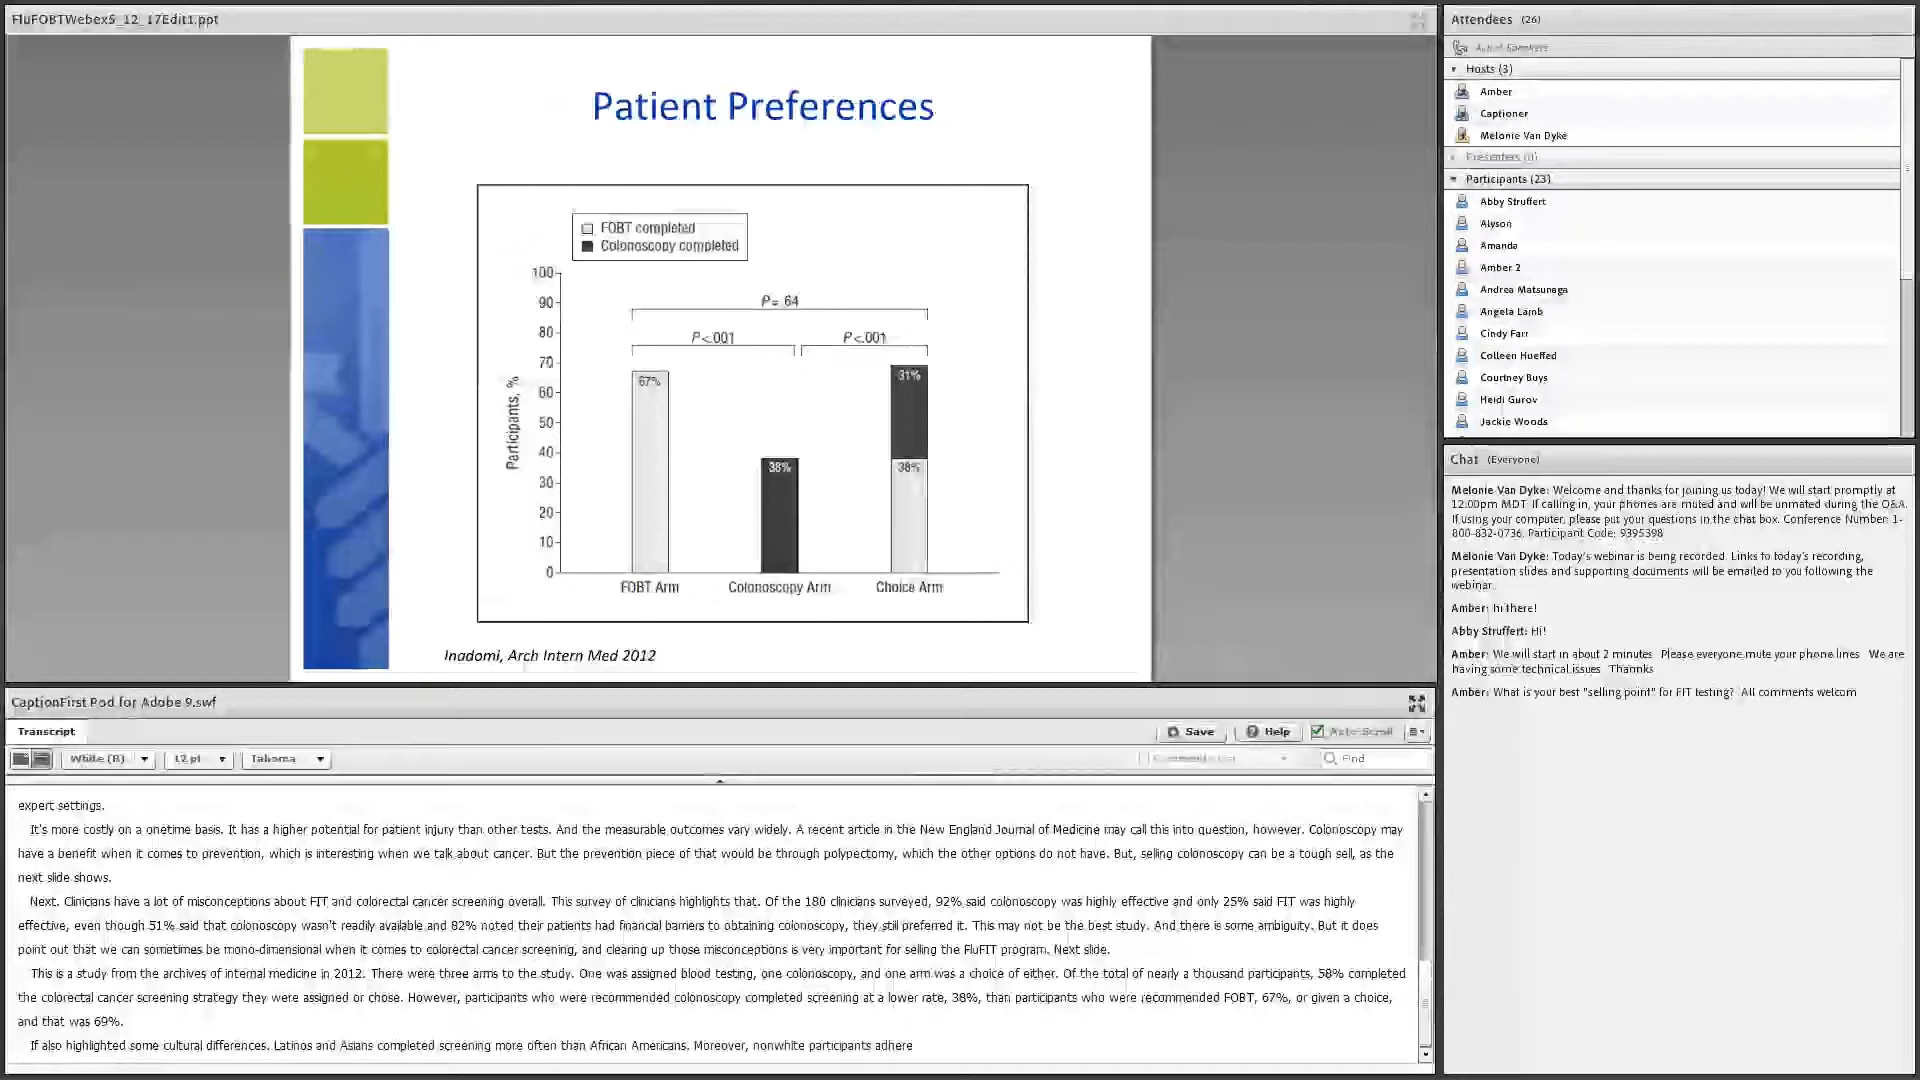 FluFOBTWebex5_12_17Edit1.ppt
Patient Preferences
FOBT completed
Colonoscopy completed
100
90
80
70
60
50
40
30
20
10
0
Participants, %
P= 64
P<.001
P<.001
67%
38%
31%
38%
FOBT Arm
Colonoscopy Arm
Choice Arm
Inadomi, Arch Intern Med 2012
CaptionFirst Pod for Adobe 9.swf
Transcript
Save
Help
Auto-Scroll
White (B)
12 pt
Tahoma
Find
expert settings.
It's more costly on a onetime basis. It has a higher potential for patient injury than other tests. And the measurable outcomes vary widely. A recent article in the New England Journal of Medicine may call this into question, however. Colonoscopy may
have a benefit when it comes to prevention, which is interesting when we talk about cancer. But the prevention piece of that would be through polypectomy, which the other options do not have. But, selling colonoscopy can be a tough sell, as the
next slide shows.
Next. Clinicians have a lot of misconceptions about FIT and colorectal cancer screening overall. This survey of clinicians highlights that. Of the 180 clinicians surveyed, 92% said colonoscopy was highly effective and only 25% said FIT was highly
effective, even though 51% said that colonoscopy wasn't readily available and 82% noted their patients had financial barriers to obtaining colonoscopy, they still preferred it. This may not be the best study. And there is some ambiguity. But it does
point out that we can sometimes be mono-dimensional when it comes to colorectal cancer screening, and clearing up those misconceptions is very important for selling the FluFIT program. Next slide.
This is a study from the archives of internal medicine in 2012. There were three arms to the study. One was assigned blood testing, one colonoscopy, and one arm was a choice of either. Of the total of nearly a thousand participants, 58% completed
the colorectal cancer screening strategy they were assigned or chose. However, participants who were recommended colonoscopy completed screening at a lower rate, 38%, than participants who were recommended FOBT, 67%, or given a choice,
and that was 69%.
If also highlighted some cultural differences. Latinos and Asians completed screening more often than African Americans. Moreover, nonwhite participants adhere
Attendees (26)
Active Speakers
Hosts (3)
Amber
Captioner
Melonie Van Dyke
Presenters (0)
Participants (23)
Abby Struffert
Alyson
Amanda
Amber 2
Andrea Matsunaga
Angela Lamb
Cindy Farr
Colleen Hueffed
Courtney Buys
Heidi Gurov
Jackie Woods
Chat (Everyone)
Melonie Van Dyke: Welcome and thanks for joining us today! We will start promptly at
12:00pm MDT. If calling in, your phones are muted and will be unmated during the Q&A.
If using your computer, please put your questions in the chat box. Conference Number: 1-
800-832-0736. Participant Code: 9395398
Melonie Van Dyke: Today's webinar is being recorded. Links to today's recording,
presentation slides and supporting documents will be emailed to you following the
webinar.
Amber: hi there!
Abby Struffert: Hi!
Amber: We will start in about 2 minutes Please everyone mute your phone lines We are
having some technical issues Thannks
Amber: What is your best "selling point" for FIT testing? All comments welcom